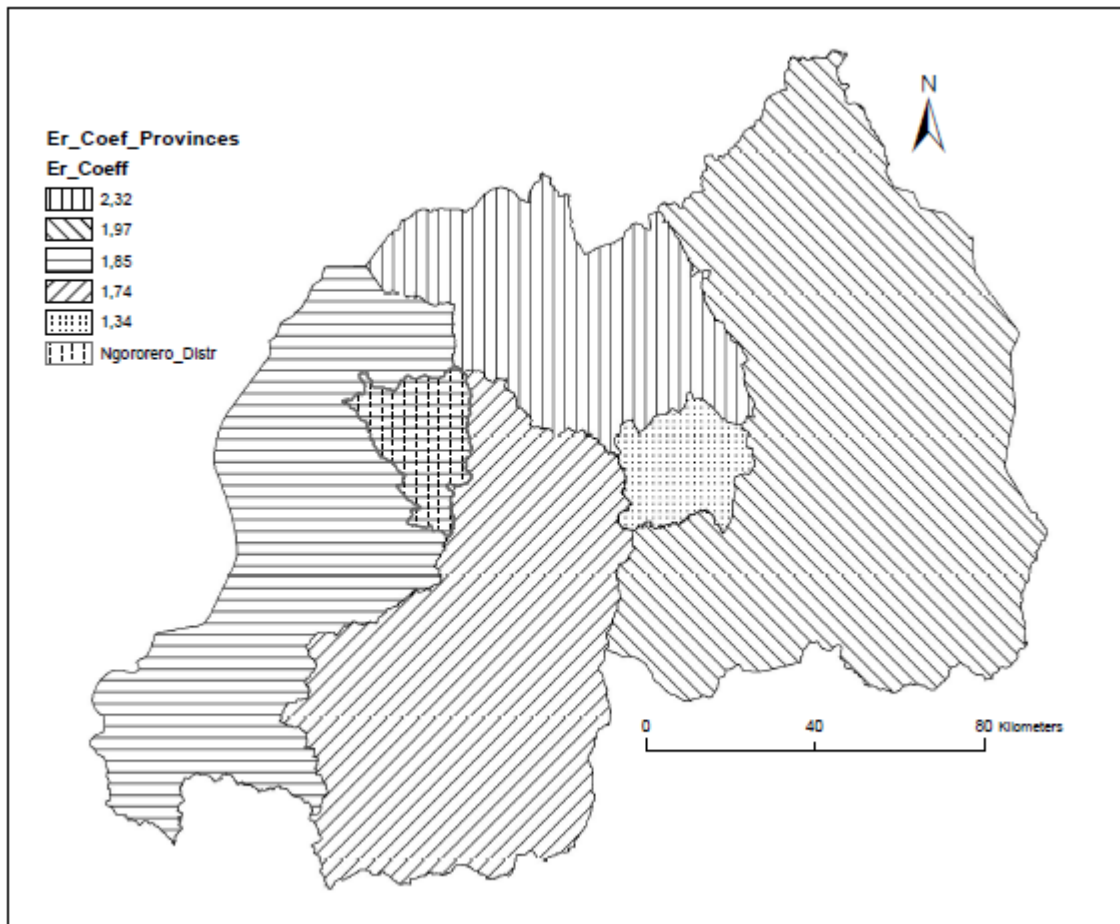 N
Er_Coef_Provinces
Er_Coeff
2,32
1,97
1,85
1,74
1,34
Ngororero_Distr
0 40 80 Kilometers